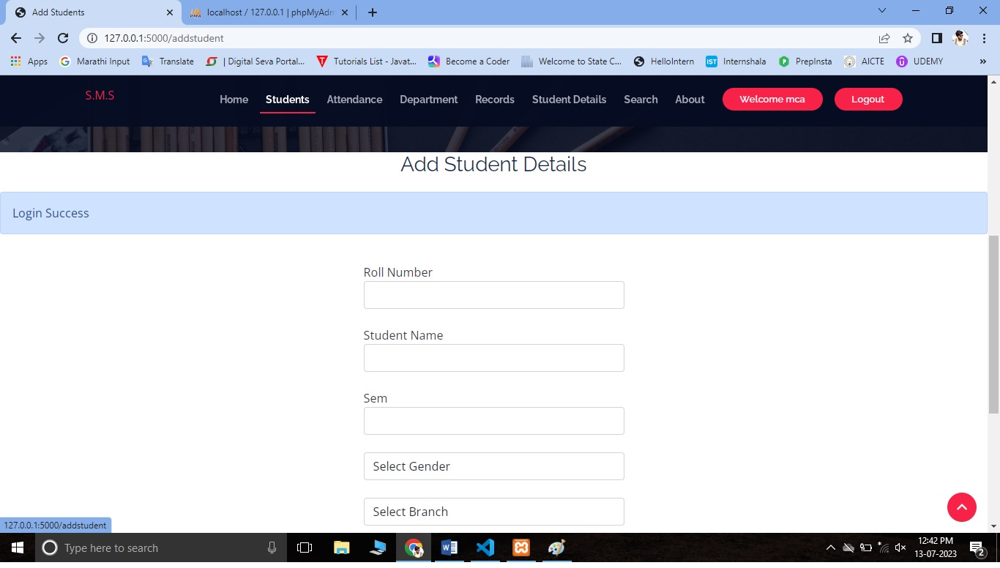 Add Students
localhost / 127.0.0.1 | phpMyAdm
127.0.0.1:5000/addstudent
Apps
Marathi Input
Translate
| Digital Seva Portal...
Tutorials List - Javat...
Become a Coder
Welcome to State C...
HelloIntern
IST
Internshala
PrepInsta
AICTE
UDEMY
S.M.S
Home
Students
Attendance
Department
Records
Student Details
Search
About
Welcome mca
Logout
Add Student Details
Login Success
Roll Number
Student Name
Sem
Select Gender
Select Branch
127.0.0.1:5000/addstudent
Type here to search
12:42 PM
13-07-2023
2